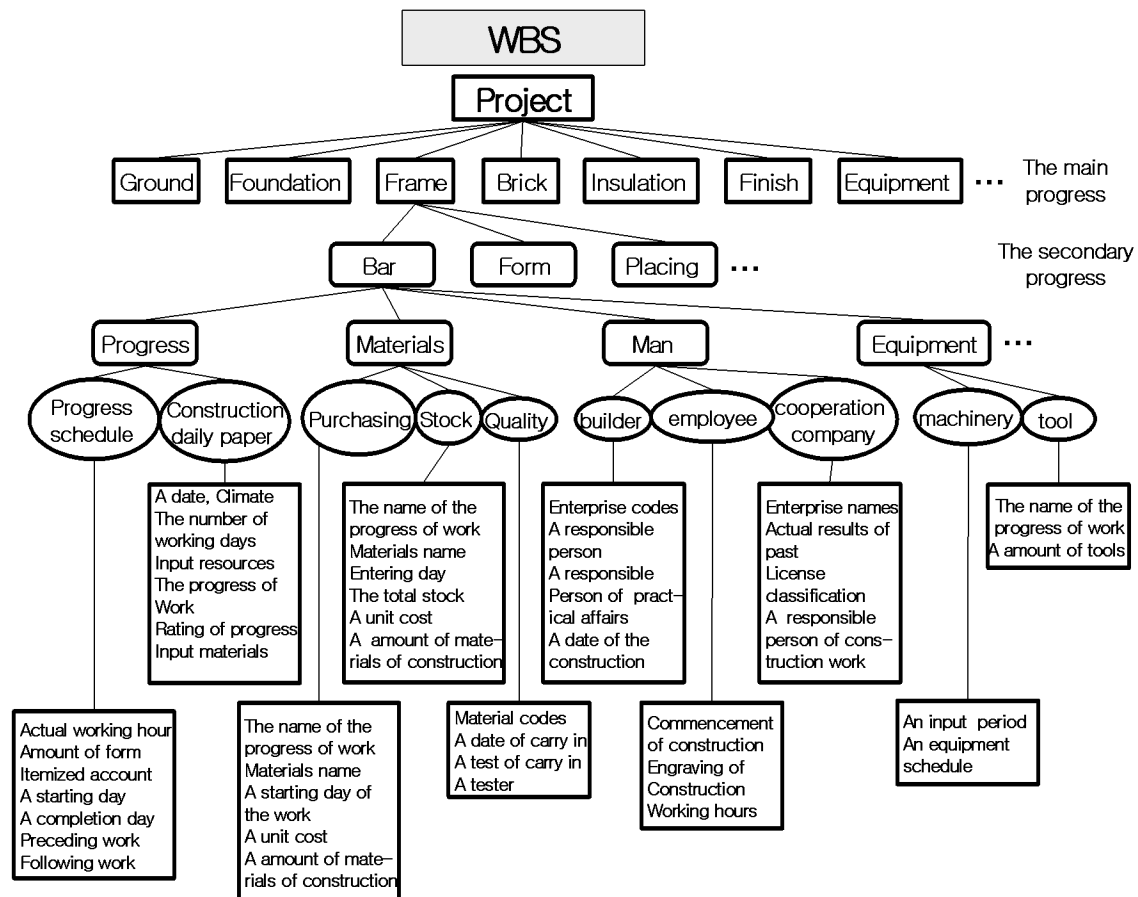 WBS
Project
Ground
Foundation
Frame
Brick
Insulation
Finish
Equipment
...
The main
progress
Bar
Form
Placing
...
The secondary
progress
Progress
Materials
Man
Equipment
...
Progress
schedule
Construction
daily paper
Purchasing
Stock
Quality
builder
employee
cooperation
company
machinery
tool
A date, Climate
The number of
working days
Input resources
The progress of
Work
Rating of progress
Input materials
The name of the
progress of work
Materials name
Entering day
The total stock
A unit cost
A amount of mate-
rials of construction
Enterprise codes
A responsible
person
A responsible
Person of pract-
ical affairs
A date of the
construction
Enterprise names
Actual results of
past
License
classification
A responsible
person of cons-
truction work
The name of the
progress of work
A amount of tools
Actual working hour
Amount of form
Itemized account
A starting day
A completion day
Preceding work
Following work
The name of the
progress of work
Materials name
A starting day of
the work
A unit cost
A amount of mate-
rials of construction
Material codes
A date of carry in
A test of carry in
A tester
Commencement
of construction
Engraving of
Construction
Working hours
An input period
An equipment
schedule